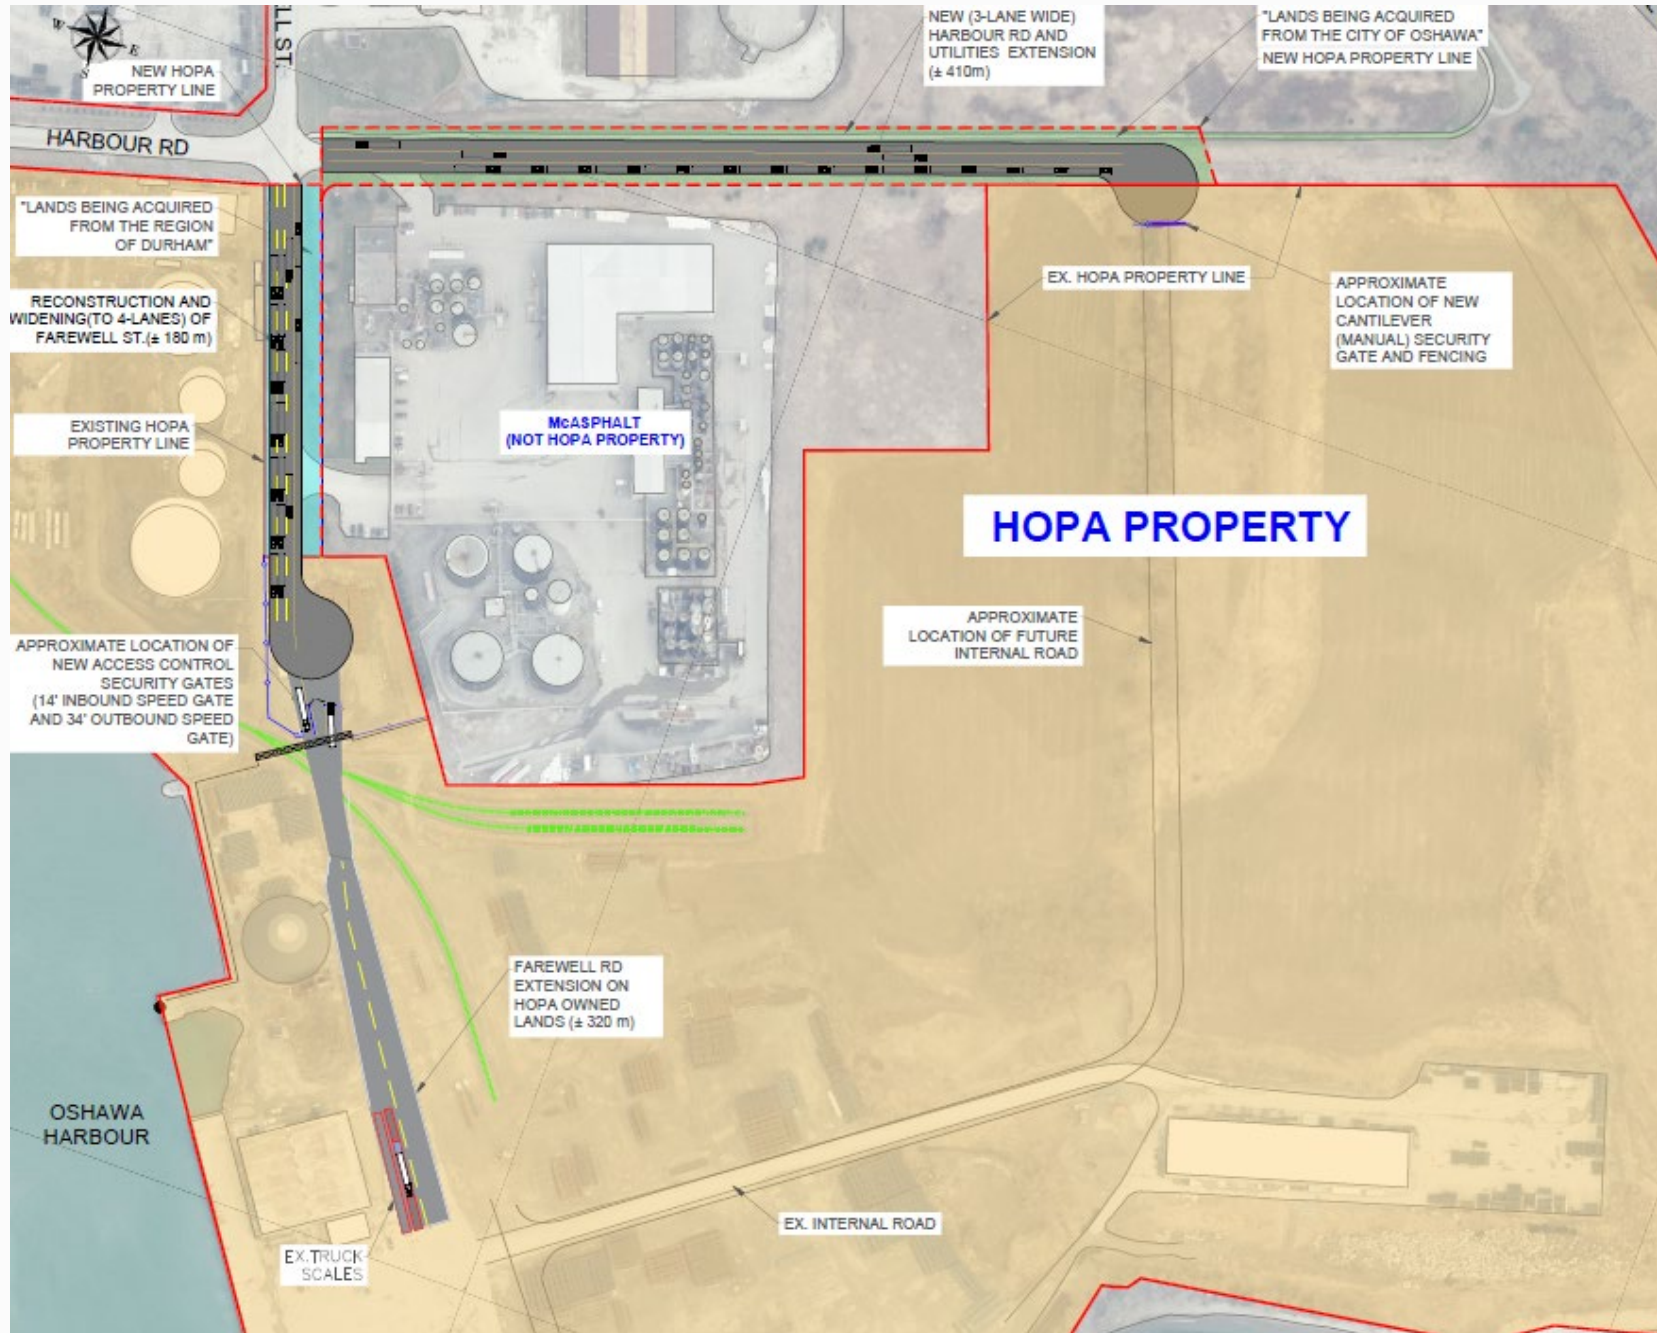 W
E
S
LL ST.
NEW HOPA
PROPERTY LINE
HARBOUR RD
NEW (3-LANE WIDE)
HARBOUR RD AND
UTILITIES EXTENSION
(± 410m)
"LANDS BEING ACQUIRED
FROM THE CITY OF OSHAWA"
NEW HOPA PROPERTY LINE
"LANDS BEING ACQUIRED
FROM THE REGION
OF DURHAM"
RECONSTRUCTION AND
WIDENING(TO 4-LANES) OF
FAREWELL ST.(± 180 m)
EXISTING HOPA
PROPERTY LINE
EX. HOPA PROPERTY LINE
APPROXIMATE
LOCATION OF NEW
CANTILEVER
(MANUAL) SECURITY
GATE AND FENCING
McASPHALT
(NOT HOPA PROPERTY)
HOPA PROPERTY
APPROXIMATE
LOCATION OF FUTURE
INTERNAL ROAD
APPROXIMATE LOCATION OF
NEW ACCESS CONTROL
SECURITY GATES
(14' INBOUND SPEED GATE
AND 34' OUTBOUND SPEED
GATE)
FAREWELL RD
EXTENSION ON
HOPA OWNED
LANDS (± 320 m)
OSHAWA
HARBOUR
EX. INTERNAL ROAD
EX.TRUCK
SCALES